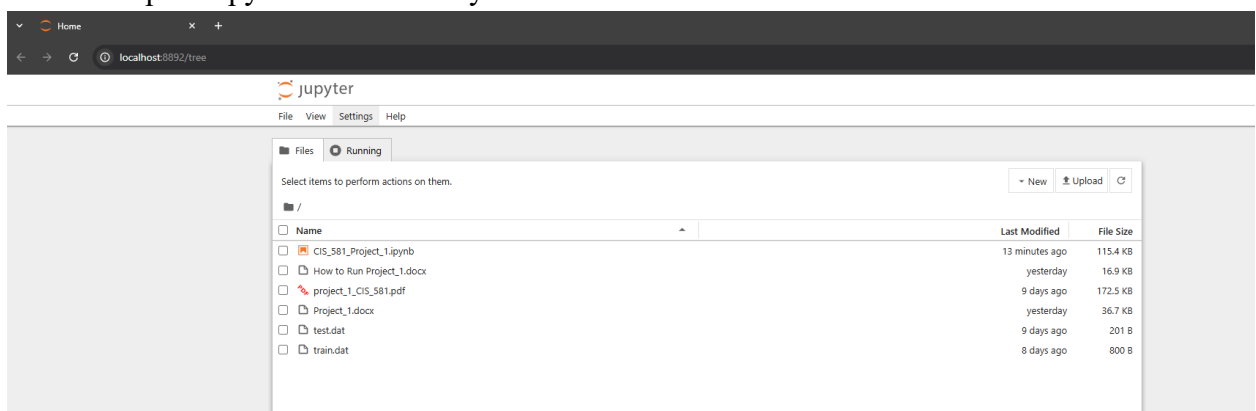 Home × +
localhost:8892/tree
jupyter
File View Settings Help
Files Running
Select items to perform actions on them.
New Upload
/
Name Last Modified File Size
CIS_581_Project_1.ipynb 13 minutes ago 115.4 KB
How to Run Project_1.docx yesterday 16.9 KB
project_1_CIS_581.pdf 9 days ago 172.5 KB
Project_1.docx yesterday 36.7 KB
test.dat 9 days ago 201 B
train.dat 8 days ago 800 B